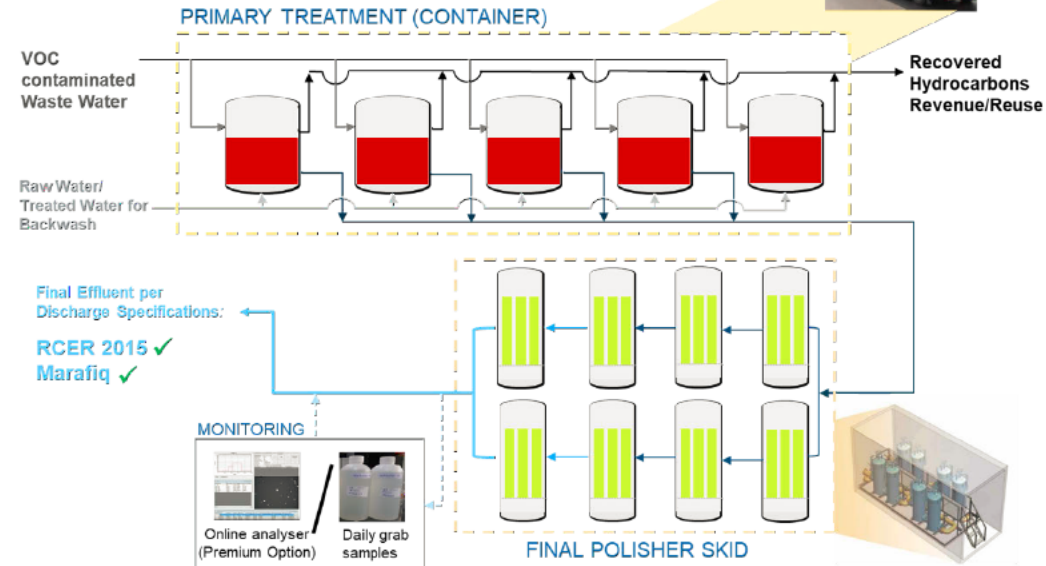 PRIMARY TREATMENT (CONTAINER)
VOC
contaminated
Waste Water
Recovered
Hydrocarbons
Revenue/Reuse
Raw Water/
Treated Water for
Backwash
Final Effluent per
Discharge Specifications:
RCER 2015 ✓
Marafiq ✓
MONITORING
Online analyser
(Premium Option)
Daily grab
samples
FINAL POLISHER SKID